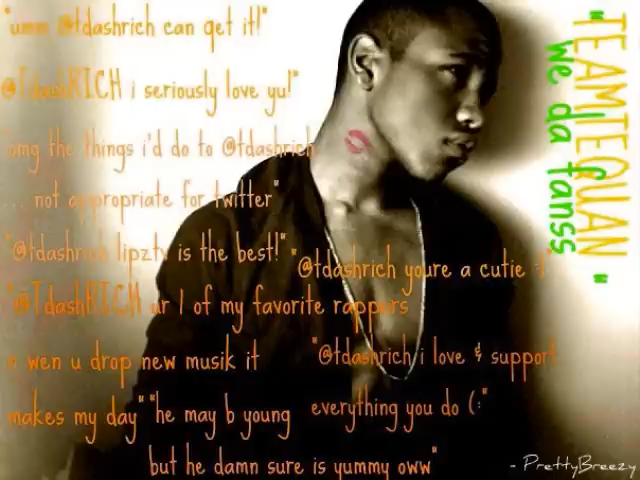 "umm @tdashrich can get it!"
@TdashRICH i seriously love yu!"
"omg the things i'd do to @tdashrich
... not appropriate for twitter"
"@tdashrich lipztv is the best!"
"@tdashrich youre a cutie :)"
"@TdashRICH ur 1 of my favorite rappers
n wen u drop new musik it
makes my day"
"@tdashrich i love & support
everything you do (:"
"he may b young
but he damn sure is yummy oww"
"TEAMTEQUAN"
we da fanss
- PrettyBreezy